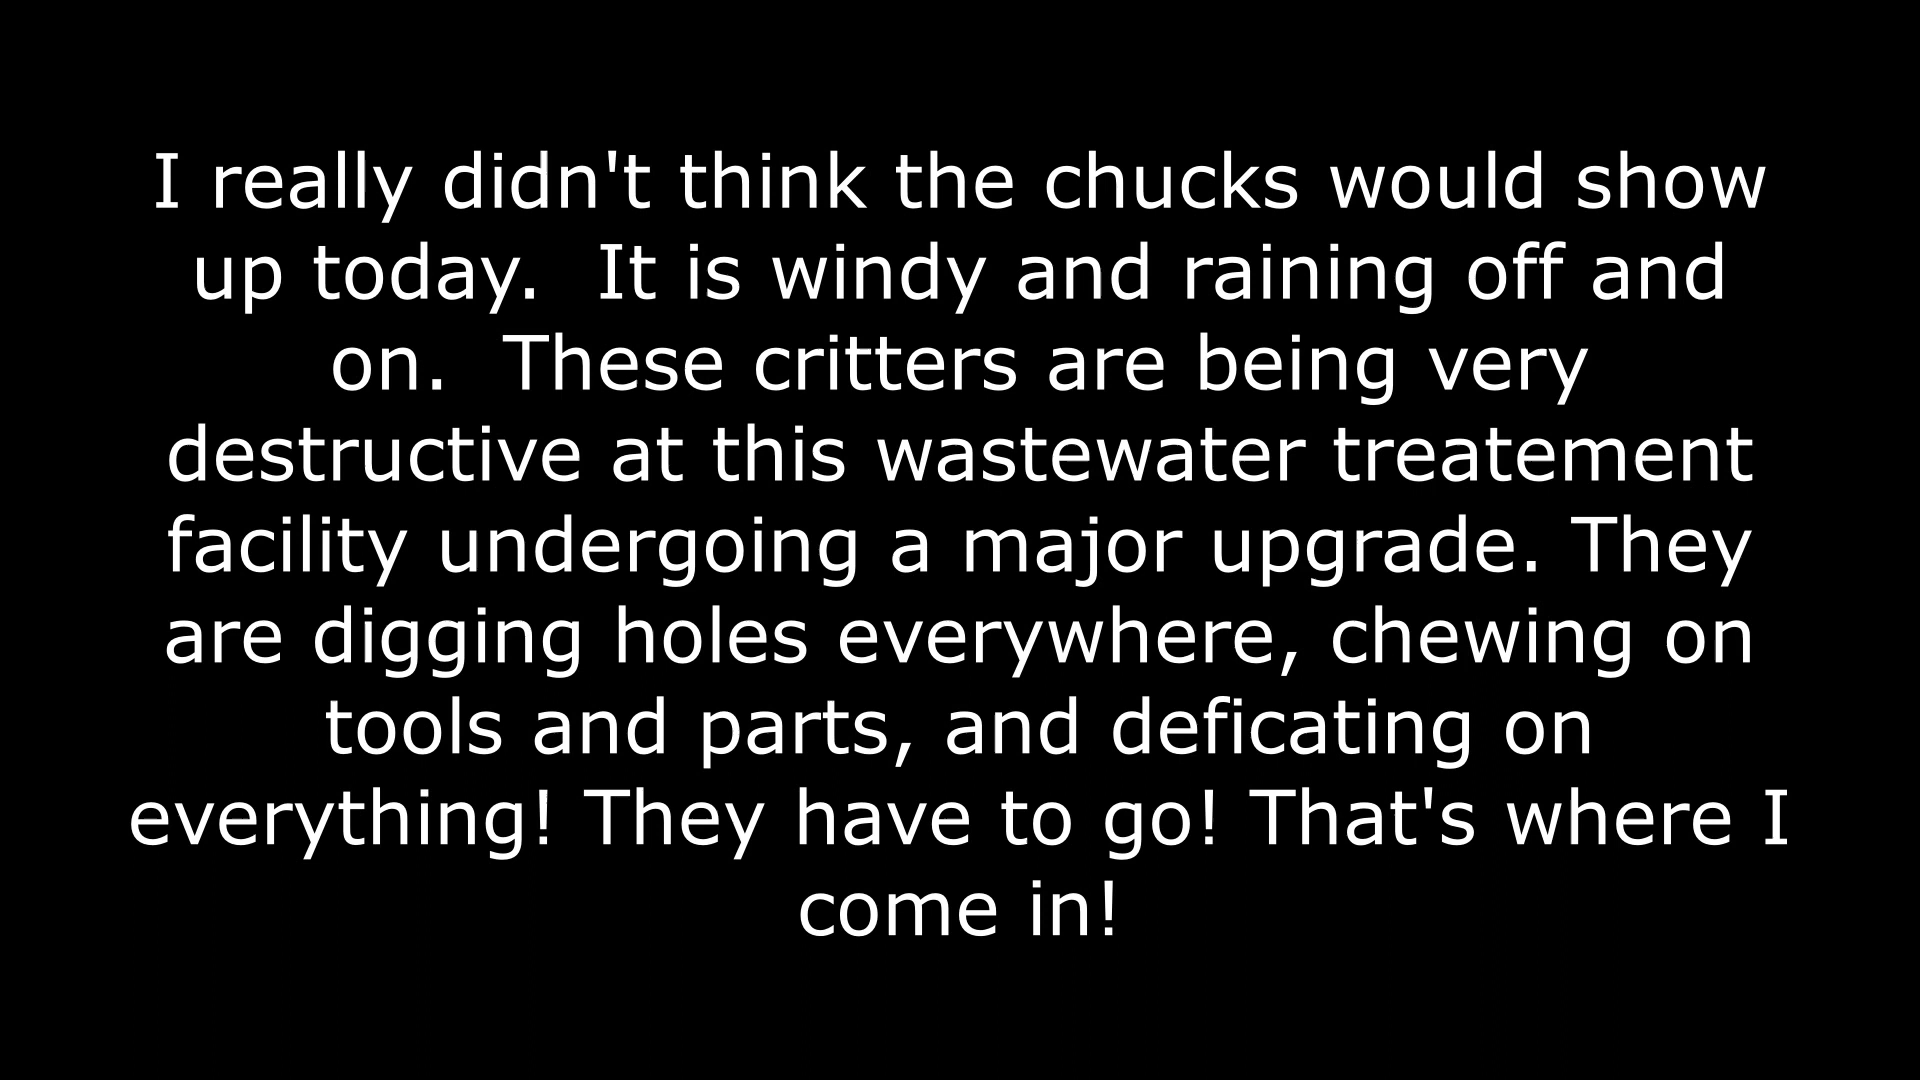 I really didn't think the chucks would show
up today.  It is windy and raining off and
on.  These critters are being very
destructive at this wastewater treatement
facility undergoing a major upgrade. They
are digging holes everywhere, chewing on
tools and parts, and deficating on
everything! They have to go! That's where I
come in!